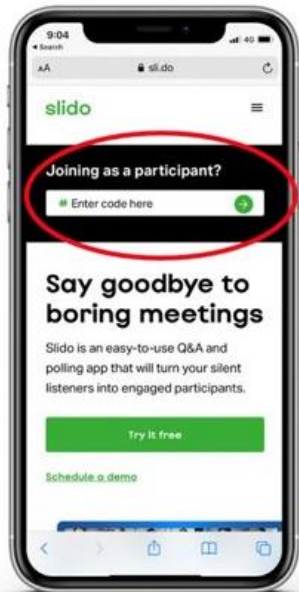 9:04
Search
4G
AA
sli.do
slido
Joining as a participant?
# Enter code here
Say goodbye to
boring meetings
Slido is an easy-to-use Q&A and
polling app that will turn your silent
listeners into engaged participants.
Try it free
Schedule a demo